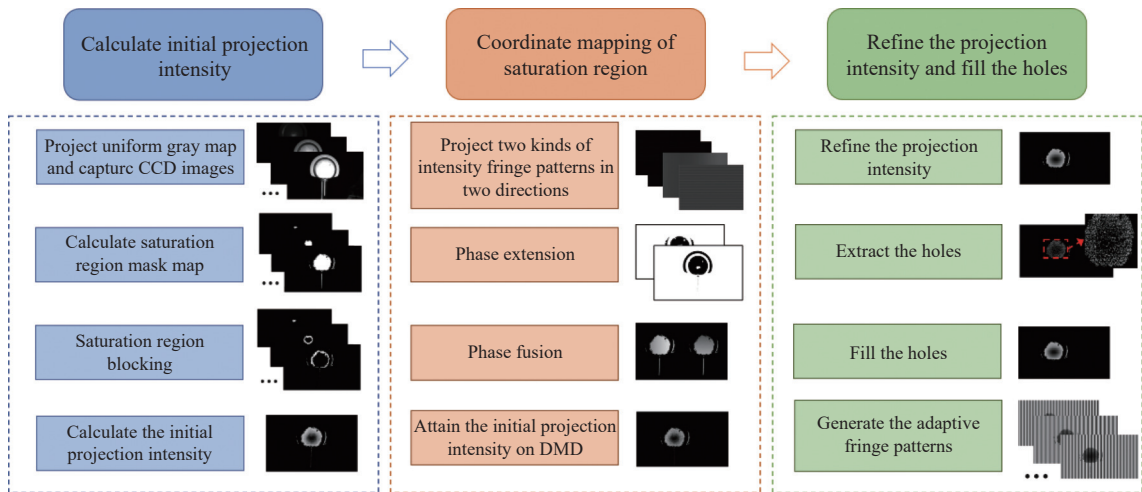 Calculate initial projection
intensity
Coordinate mapping of
saturation region
Refine the projection
intensity and fill the holes
Project uniform gray map
and capture CCD images
Calculate saturation
region mask map
Saturation region
blocking
Calculate the initial
projection intensity
Project two kinds of
intensity fringe patterns in
two directions
Phase extension
Phase fusion
Attain the initial projection
intensity on DMD
Refine the projection
intensity
Extract the holes
Fill the holes
Generate the adaptive
fringe patterns